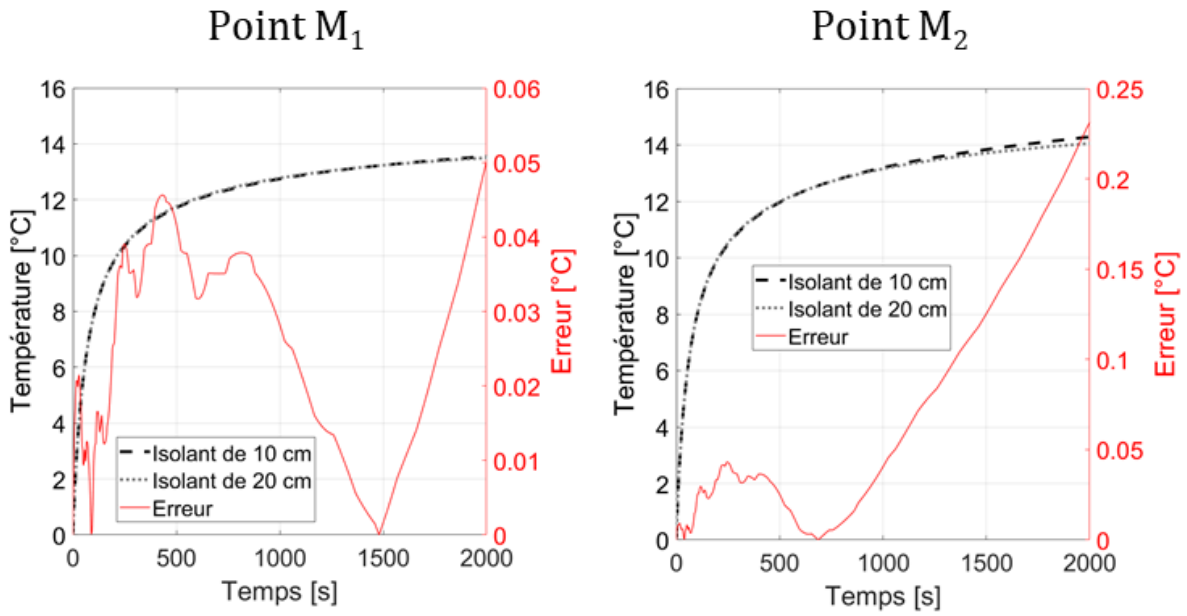 Point M₁
16
14
12
10
8
6
4
2
0
Température [°C]
0.06
0.05
0.04
0.03
0.02
0.01
0
Erreur [°C]
Isolant de 10 cm
Isolant de 20 cm
Erreur
0 500 1000 1500 2000
Temps [s]
Point M₂
16
14
12
10
8
6
4
2
0
Température [°C]
0.25
0.2
0.15
0.1
0.05
0
Erreur [°C]
Isolant de 10 cm
Isolant de 20 cm
Erreur
0 500 1000 1500 2000
Temps [s]